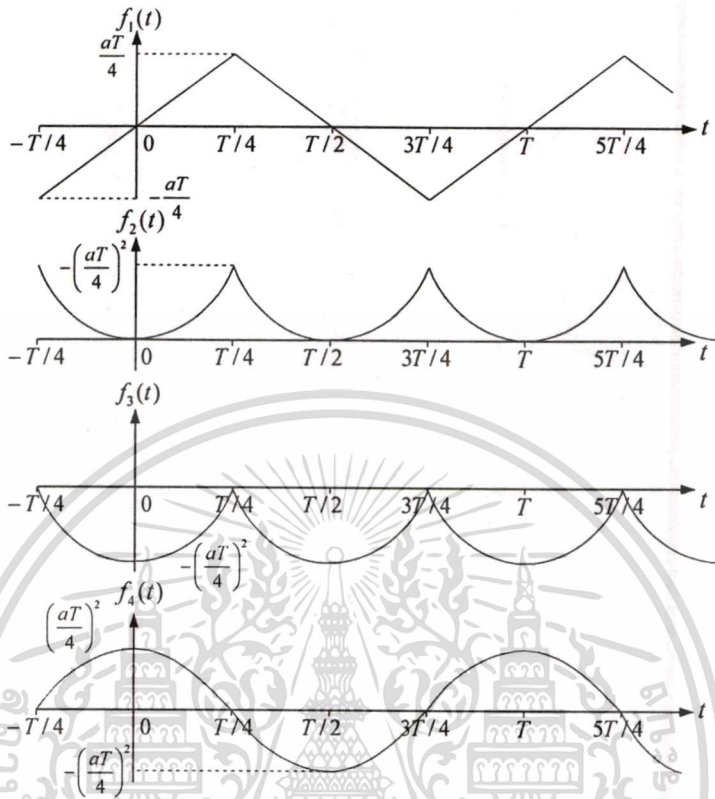 f₁(t)
aT/4
−T/4 0 T/4 T/2 3T/4 T 5T/4 t
−aT/4
f₂(t)
−(aT/4)²
−T/4 0 T/4 T/2 3T/4 T 5T/4 t
f₃(t)
−T/4 0 T/4 T/2 3T/4 T 5T/4 t
−(aT/4)²
f₄(t)
(aT/4)²
−T/4 0 T/4 T/2 3T/4 T 5T/4 t
−(aT/4)²